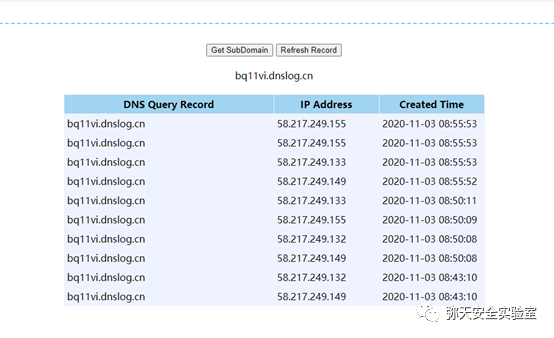 Get SubDomain Refresh Record
bq11vi.dnslog.cn
DNS Query Record IP Address Created Time
bq11vi.dnslog.cn 58.217.249.155 2020-11-03 08:55:53
bq11vi.dnslog.cn 58.217.249.155 2020-11-03 08:55:53
bq11vi.dnslog.cn 58.217.249.133 2020-11-03 08:55:53
bq11vi.dnslog.cn 58.217.249.149 2020-11-03 08:55:52
bq11vi.dnslog.cn 58.217.249.133 2020-11-03 08:50:11
bq11vi.dnslog.cn 58.217.249.155 2020-11-03 08:50:09
bq11vi.dnslog.cn 58.217.249.132 2020-11-03 08:50:08
bq11vi.dnslog.cn 58.217.249.149 2020-11-03 08:50:08
bq11vi.dnslog.cn 58.217.249.132 2020-11-03 08:43:10
bq11vi.dnslog.cn 58.217.249.149 2020-11-03 08:43:10
弥天安全实验室